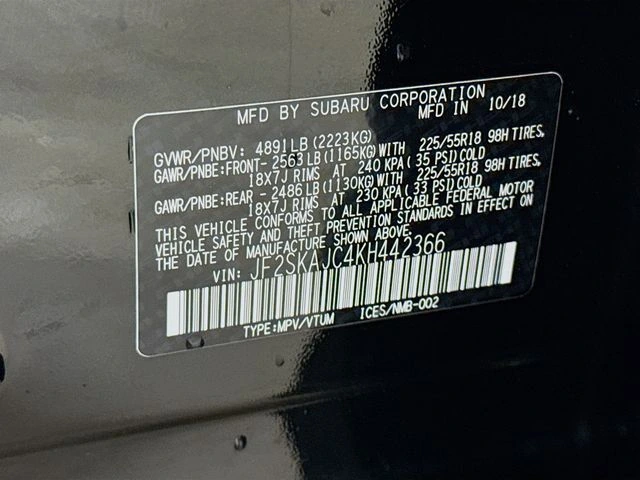 MFD BY SUBARU CORPORATION
MFD IN 10/18
GVWR/PNBV: 4891LB(2223KG)
GAWR/PNBE:FRONT- 2563LB(1165KG)WITH 225/55R18 98H TIRES,
18X7J RIMS AT 240 KPA(35 PSI)COLD
GAWR/PNBE:REAR - 2486LB(1130KG)WITH 225/55R18 98H TIRES,
18X7J RIMS AT 230 KPA(33 PSI)COLD
THIS VEHICLE CONFORMS TO ALL APPLICABLE FEDERAL MOTOR
VEHICLE SAFETY AND THEFT PREVENTION STANDARDS IN EFFECT ON
THE DATE OF MANUFACTURE SHOWN ABOVE.
VIN: JF2SKAJC4KH442366
TYPE:MPV/VTUM ICES/NMB-002